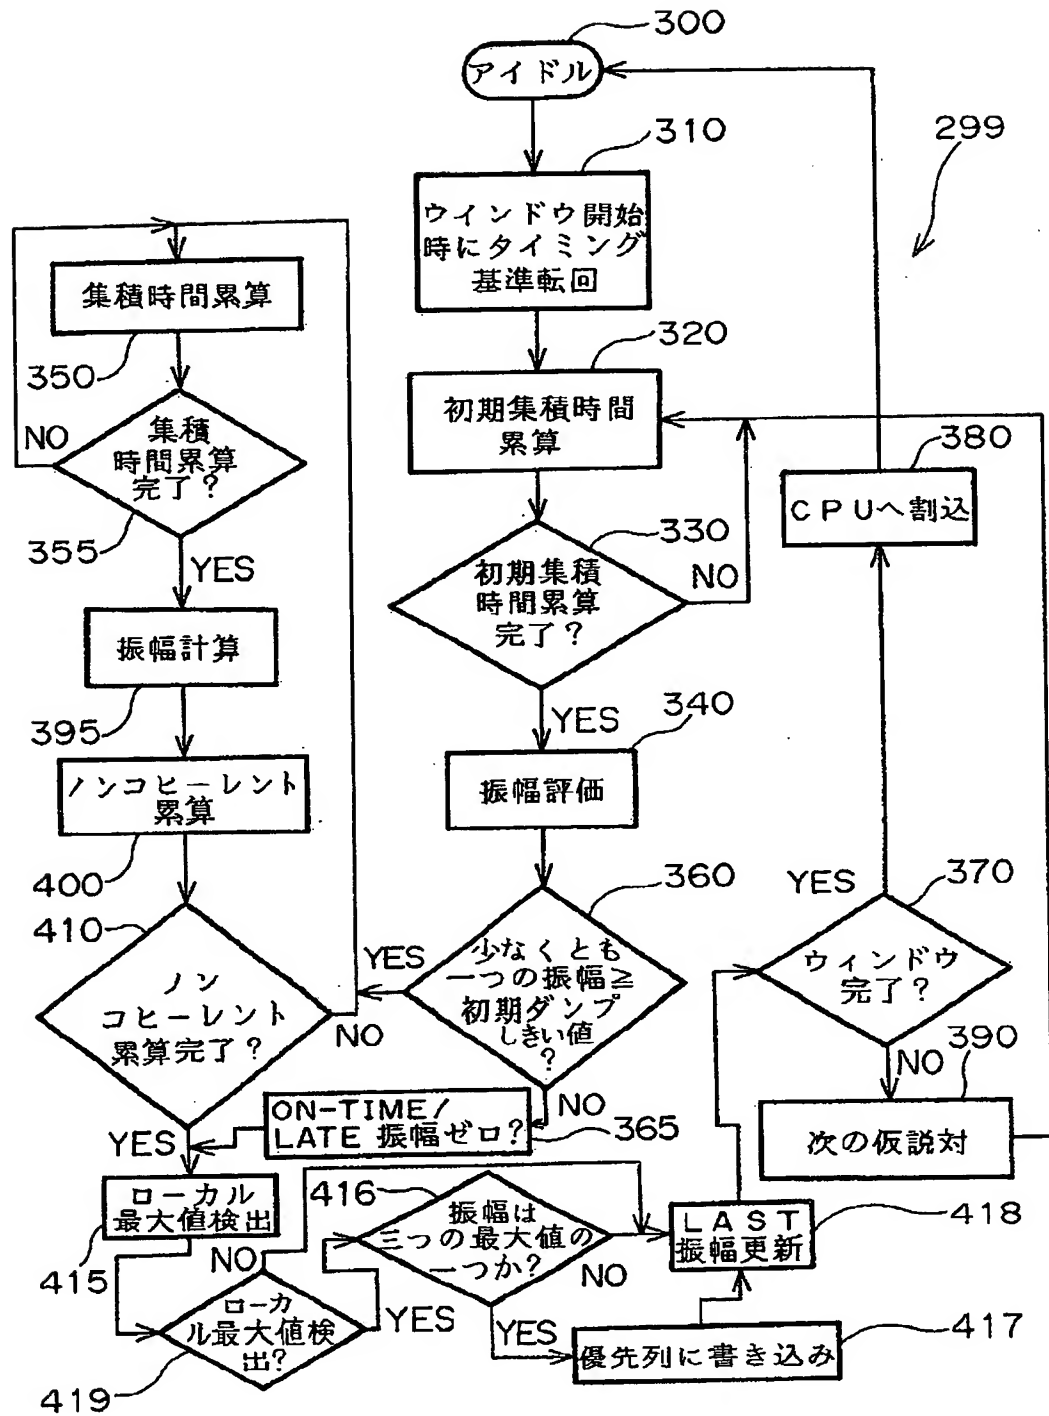 300
アイドル
299
310
ウインドウ開始
時にタイミング
基準転回
320
初期集積時間
累算
330
初期集積
時間累算
完了?
NO
YES
340
振幅評価
360
少なくとも
一つの振幅≧
初期ダンプ
しきい値
?
YES
NO
365
ON-TIME/
LATE 振幅ゼロ?
集積時間累算
350
集積
時間累算
完了?
NO
355
YES
振幅計算
395
ノンコヒーレント
累算
400
410
ノン
コヒーレント
累算完了?
NO
YES
ローカル
最大値検出
415
ローカ
ル最大値検
出?
NO
YES
419
416
振幅は
三つの最大値の
一つか?
NO
YES
優先列に書き込み
417
LAST
振幅更新
418
370
ウィンドウ
完了?
YES
NO
390
次の仮説対
380
CPUへ割込